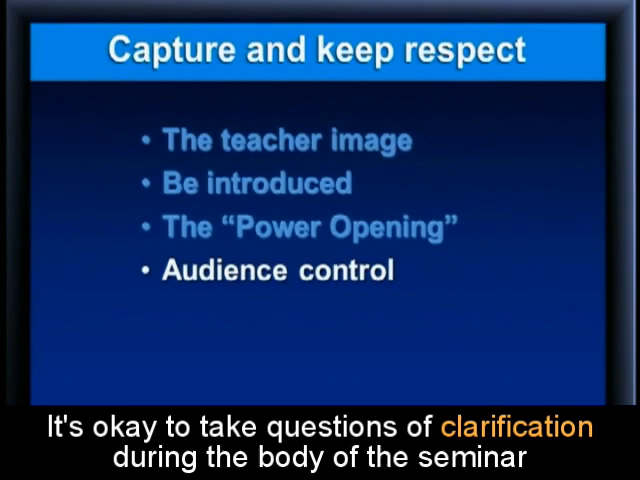 Capture and keep respect
• The teacher image
• Be introduced
• The “Power Opening”
• Audience control
It's okay to take questions of clarification
during the body of the seminar